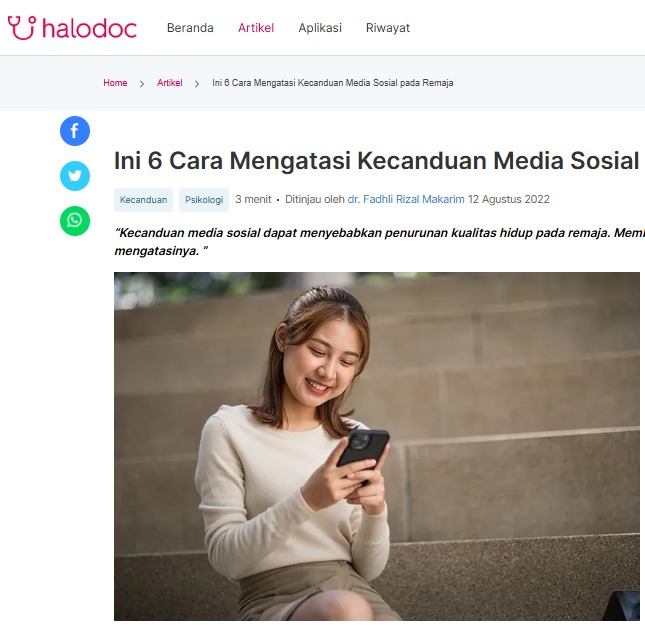 halodoc Beranda Artikel Aplikasi Riwayat
Home > Artikel > Ini 6 Cara Mengatasi Kecanduan Media Sosial pada Remaja
Ini 6 Cara Mengatasi Kecanduan Media Sosial
Kecanduan Psikologi 3 menit • Ditinjau oleh dr. Fadhli Rizal Makarim 12 Agustus 2022
“Kecanduan media sosial dapat menyebabkan penurunan kualitas hidup pada remaja.
mengatasinya. ”